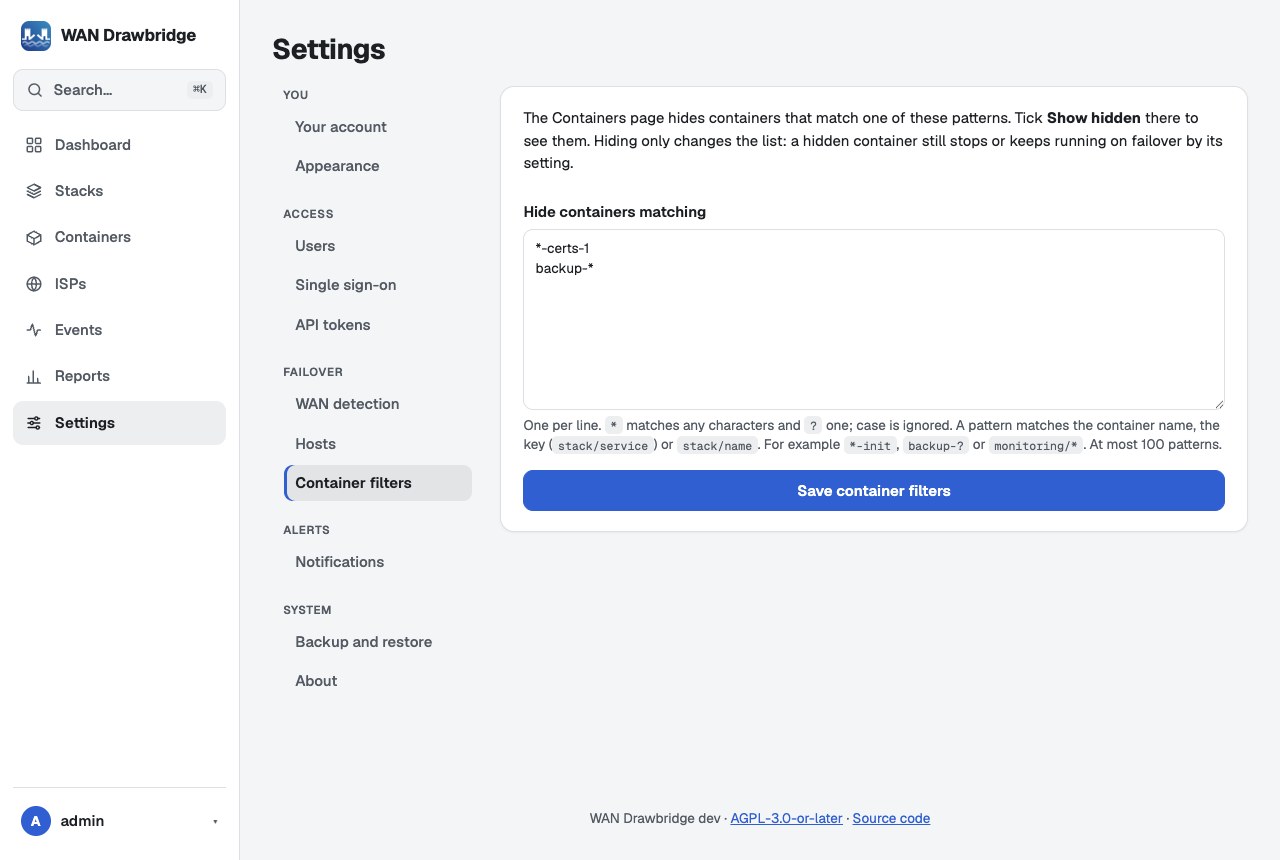 WAN Drawbridge
Search...
⌘K
Dashboard
Stacks
Containers
ISPs
Events
Reports
Settings
A
admin
Settings
YOU
Your account
Appearance
ACCESS
Users
Single sign-on
API tokens
FAILOVER
WAN detection
Hosts
Container filters
ALERTS
Notifications
SYSTEM
Backup and restore
About
The Containers page hides containers that match one of these patterns. Tick Show hidden there to
see them. Hiding only changes the list: a hidden container still stops or keeps running on failover by its
setting.
Hide containers matching
*-certs-1
backup-*
One per line. * matches any characters and ? one; case is ignored. A pattern matches the container name, the
key ( stack/service ) or stack/name . For example *-init , backup-? or monitoring/* . At most 100 patterns.
Save container filters
WAN Drawbridge dev · AGPL-3.0-or-later · Source code